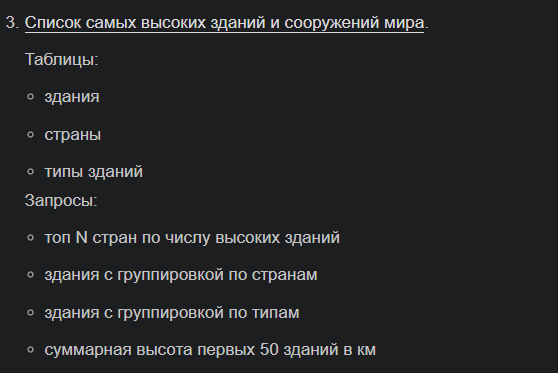 3. Список самых высоких зданий и сооружений мира.
Таблицы:
◦ здания
◦ страны
◦ типы зданий
Запросы:
◦ топ N стран по числу высоких зданий
◦ здания с группировкой по странам
◦ здания с группировкой по типам
◦ суммарная высота первых 50 зданий в км